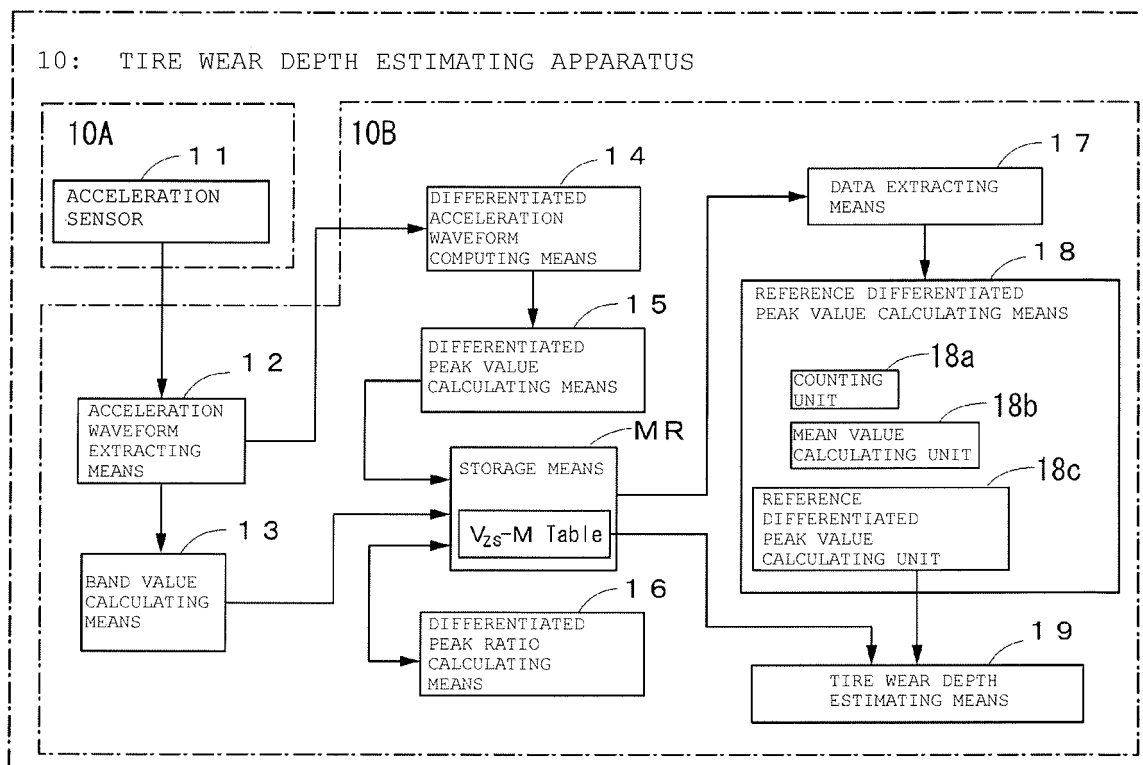 10: TIRE WEAR DEPTH ESTIMATING APPARATUS
10A
11
ACCELERATION
SENSOR
12
ACCELERATION
WAVEFORM
EXTRACTING
MEANS
13
BAND VALUE
CALCULATING
MEANS
10B
14
DIFFERENTIATED
ACCELERATION
WAVEFORM
COMPUTING MEANS
15
DIFFERENTIATED
PEAK VALUE
CALCULATING MEANS
MR
STORAGE MEANS
VZS-M Table
16
DIFFERENTIATED
PEAK RATIO
CALCULATING
MEANS
17
DATA EXTRACTING
MEANS
18
REFERENCE DIFFERENTIATED
PEAK VALUE CALCULATING MEANS
18a
COUNTING
UNIT
18b
MEAN VALUE
CALCULATING UNIT
18c
REFERENCE
DIFFERENTIATED
PEAK VALUE
CALCULATING UNIT
19
TIRE WEAR DEPTH
ESTIMATING MEANS